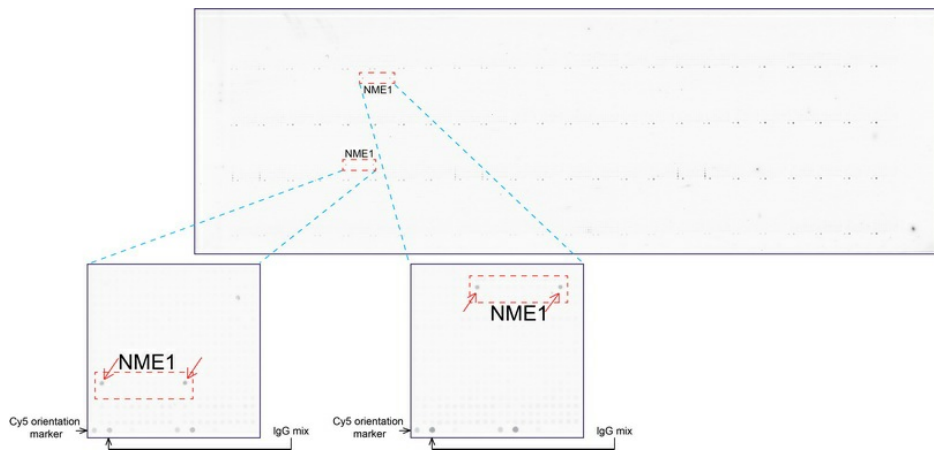 NME1
NME1
NME1
NME1
Cy5 orientation
marker
IgG mix
Cy5 orientation
marker
IgG mix